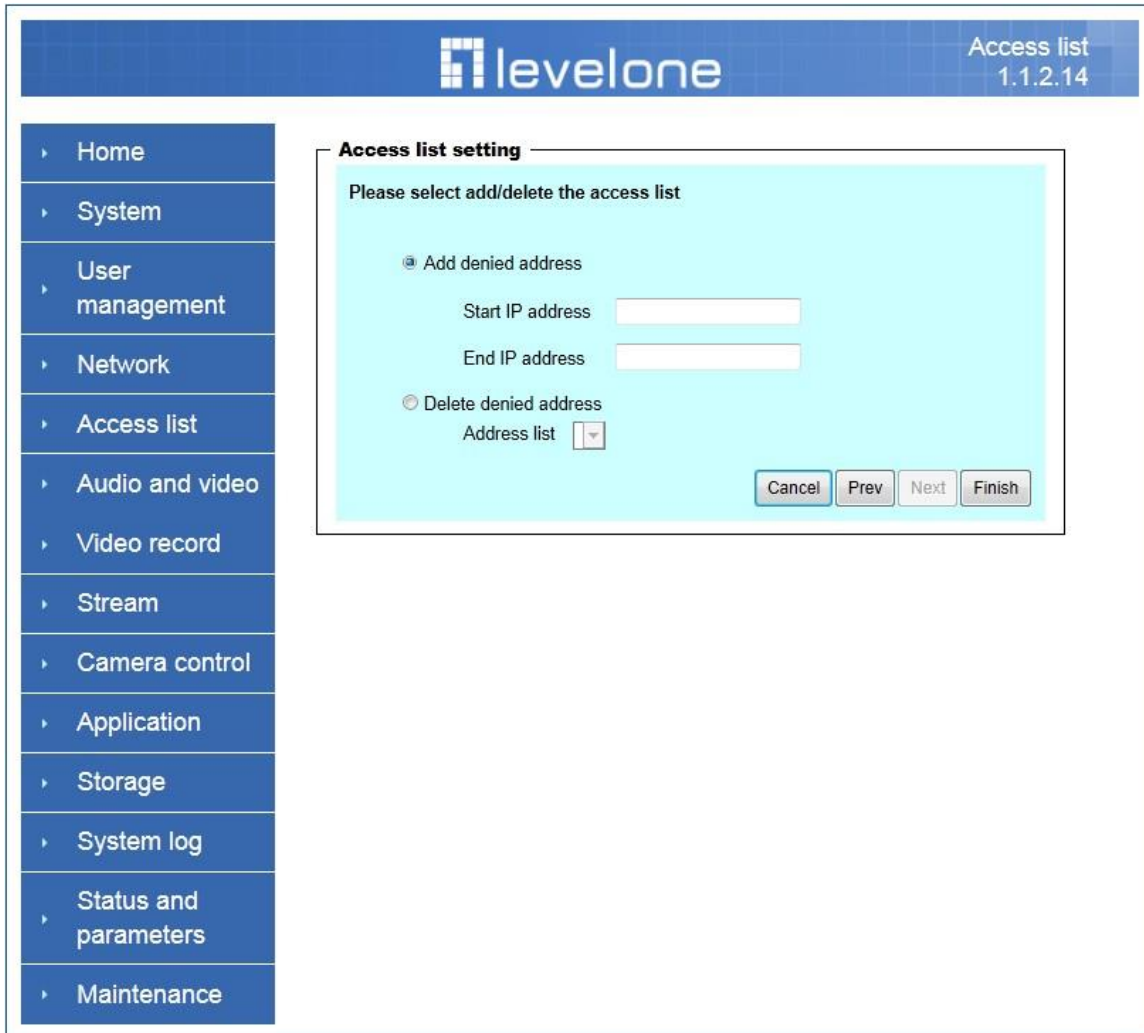 levelone
Access list
1.1.2.14
Home
System
User
management
Network
Access list
Audio and video
Video record
Stream
Camera control
Application
Storage
System log
Status and
parameters
Maintenance
Access list setting
Please select add/delete the access list
Add denied address
Start IP address
End IP address
Delete denied address
Address list
Cancel Prev Next Finish